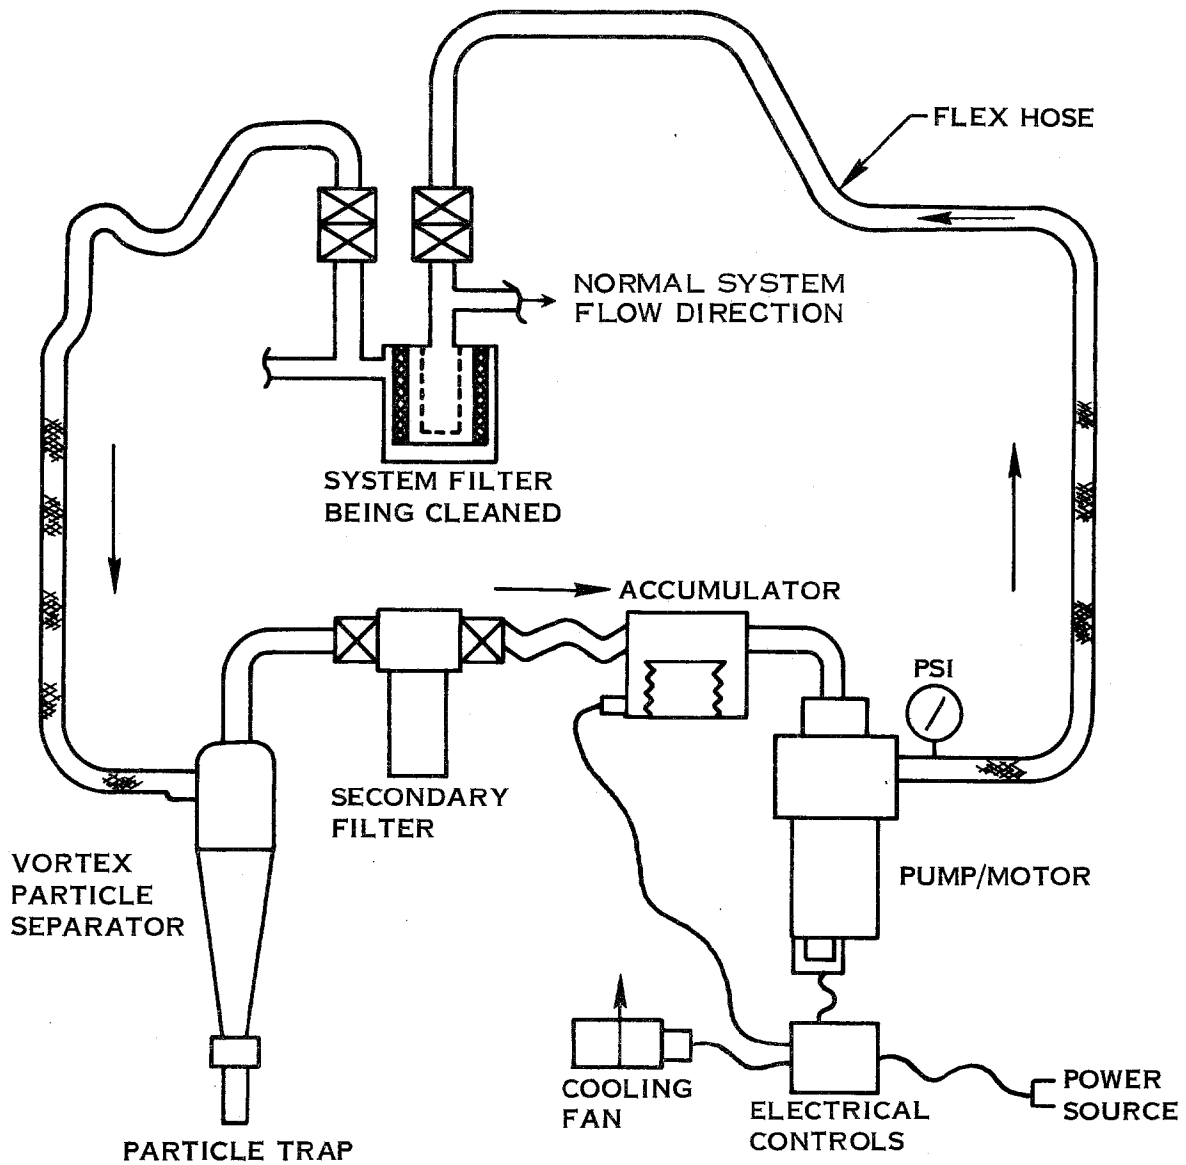 FLEX HOSE
NORMAL SYSTEM
FLOW DIRECTION
SYSTEM FILTER
BEING CLEANED
ACCUMULATOR
PSI
SECONDARY
FILTER
VORTEX
PARTICLE
SEPARATOR
PUMP/MOTOR
COOLING
FAN
POWER
SOURCE
ELECTRICAL
CONTROLS
PARTICLE TRAP